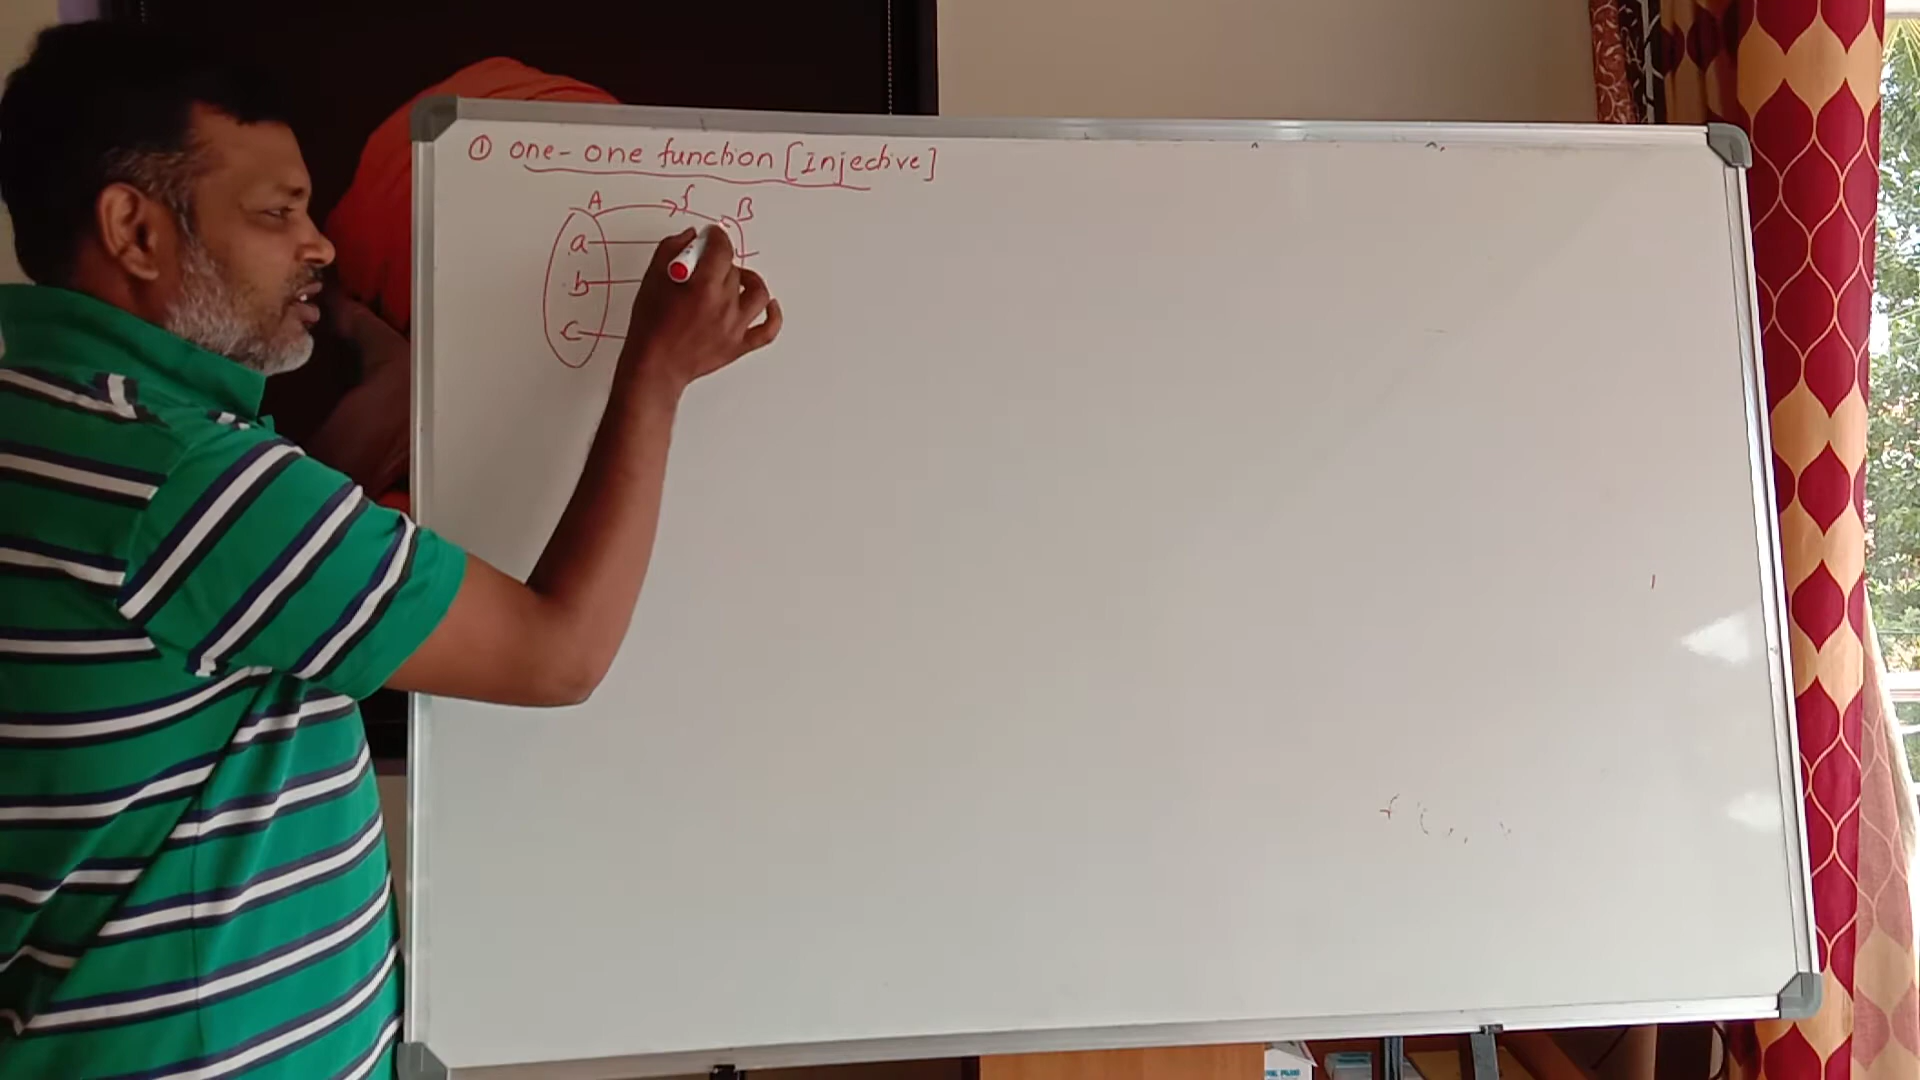 ① one-one function [Injective]
A f B
a
b
c
f (